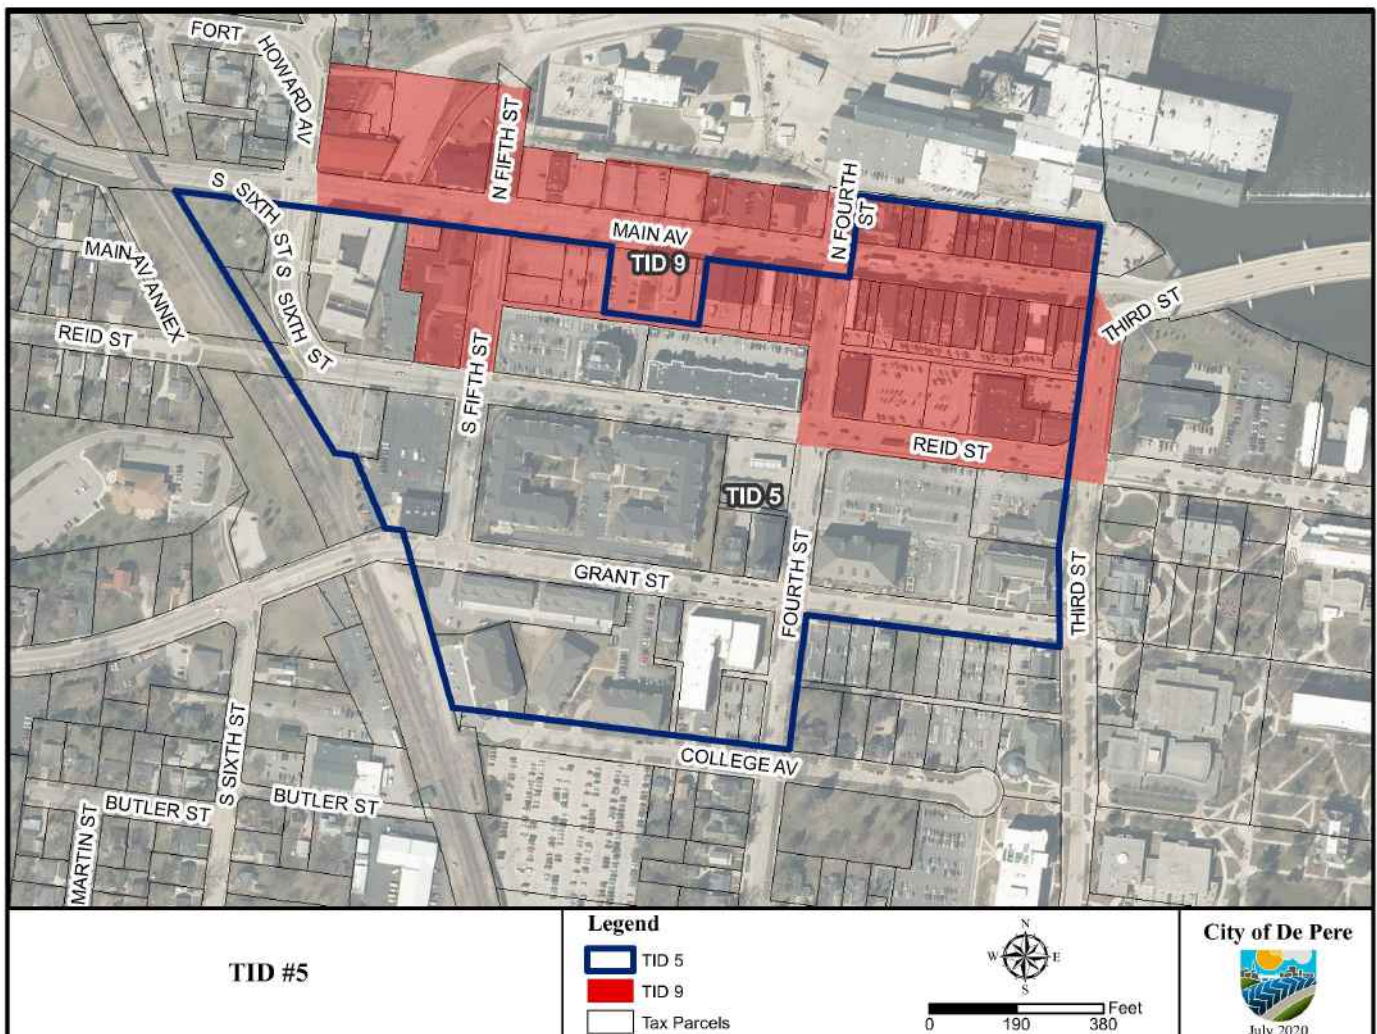 FORT
HOWARD AV
N FIFTH ST
N FOURTH
ST
S SIXTH ST
S SIXTH ST
MAIN AV
TID 9
MAIN AV ANNEX
REID ST
THIRD ST
S FIFTH ST
REID ST
TID 5
GRANT ST
FOURTH ST
THIRD ST
COLLEGE AV
S SIXTH ST
BUTLER ST
BUTLER ST
MARTIN ST
TID #5
Legend
TID 5
TID 9
Tax Parcels
N
W
E
S
Feet
0 190 380
City of De Pere
July 2020